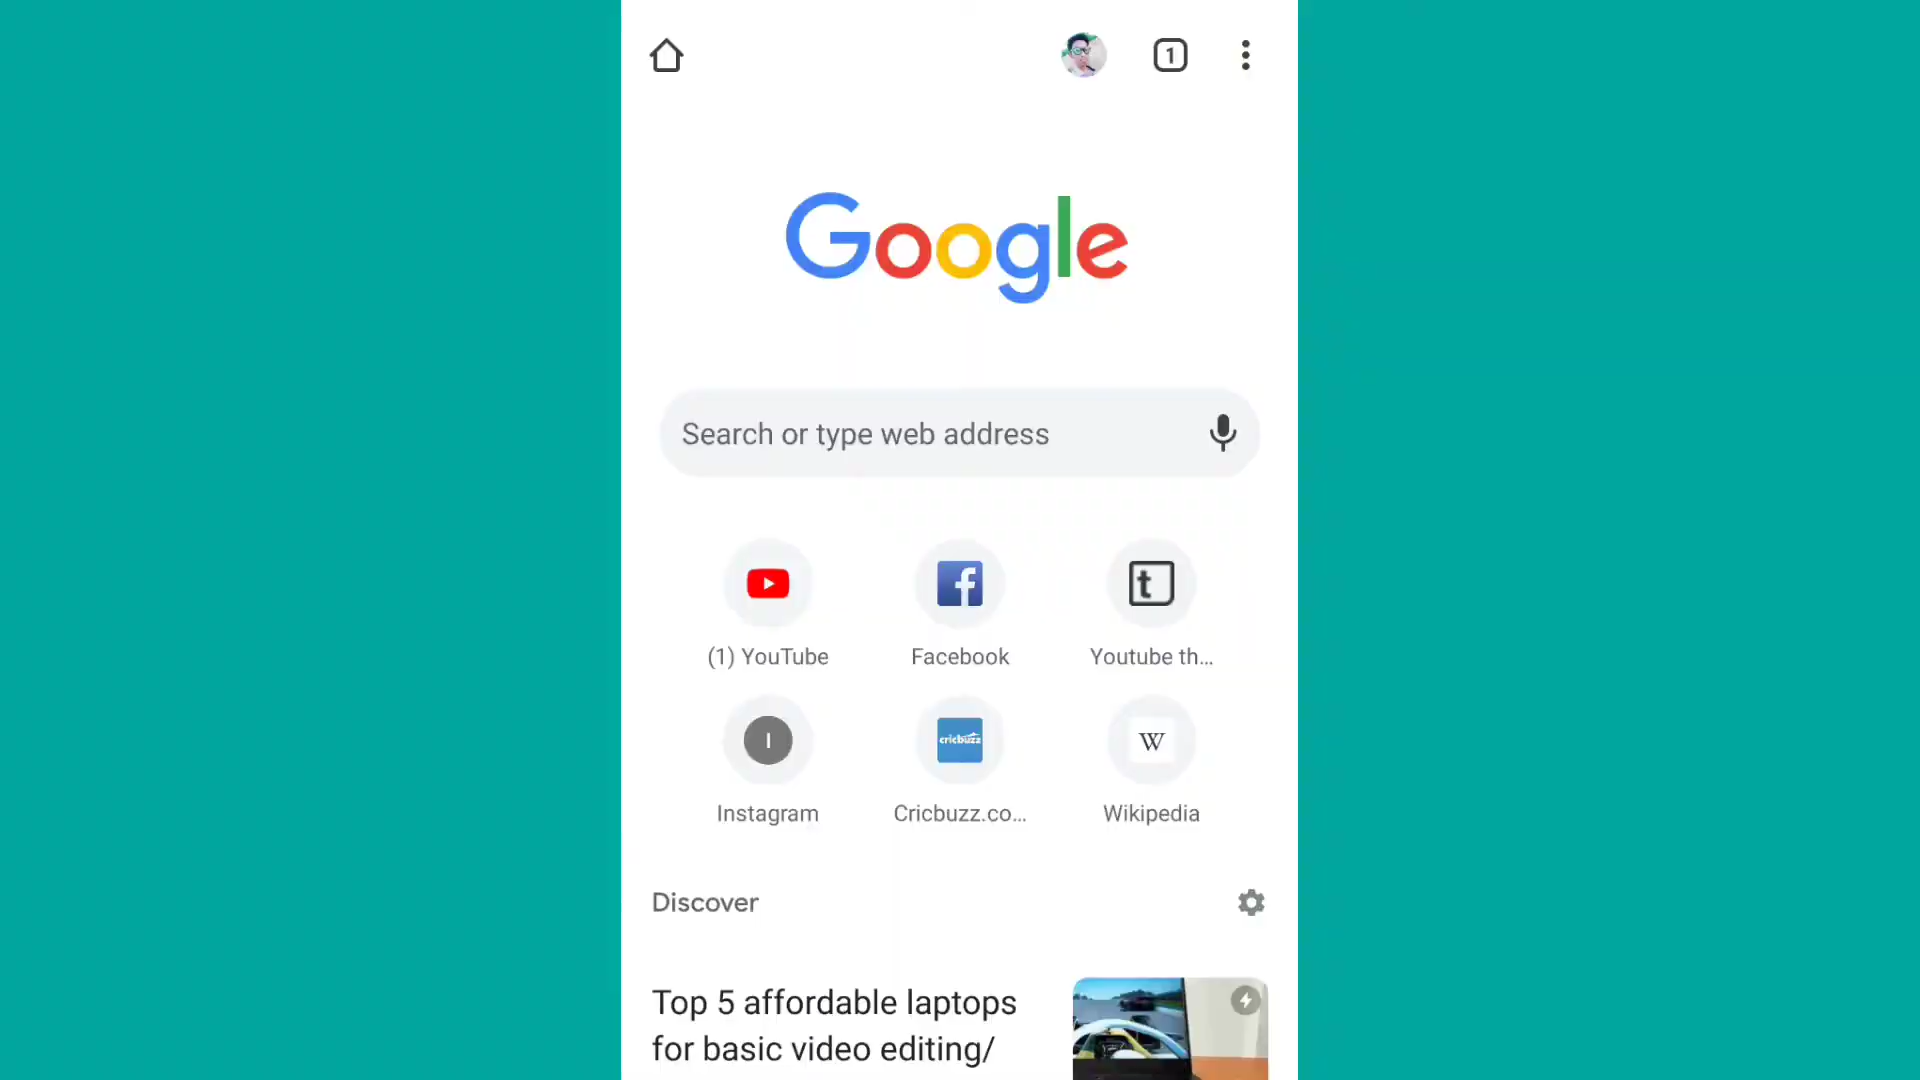 1
Google
Search or type web address
t
(1) YouTube
Facebook
Youtube th...
I
cricbuzz
W
Instagram
Cricbuzz.co...
Wikipedia
Discover
Top 5 affordable laptops
for basic video editing/